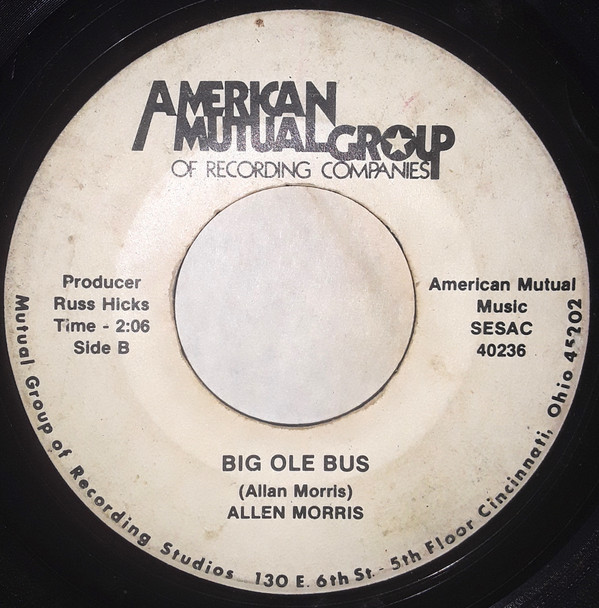 AMERICAN
MUTUAL GROUP
OF RECORDING COMPANIES
Producer
Russ Hicks
Time - 2:06
Side B
American Mutual
Music
SESAC
40236
BIG OLE BUS
(Allan Morris)
ALLEN MORRIS
Mutual Group of Recording Studios 130 E. 6th St. - 5th Floor Cincinnati, Ohio 45202